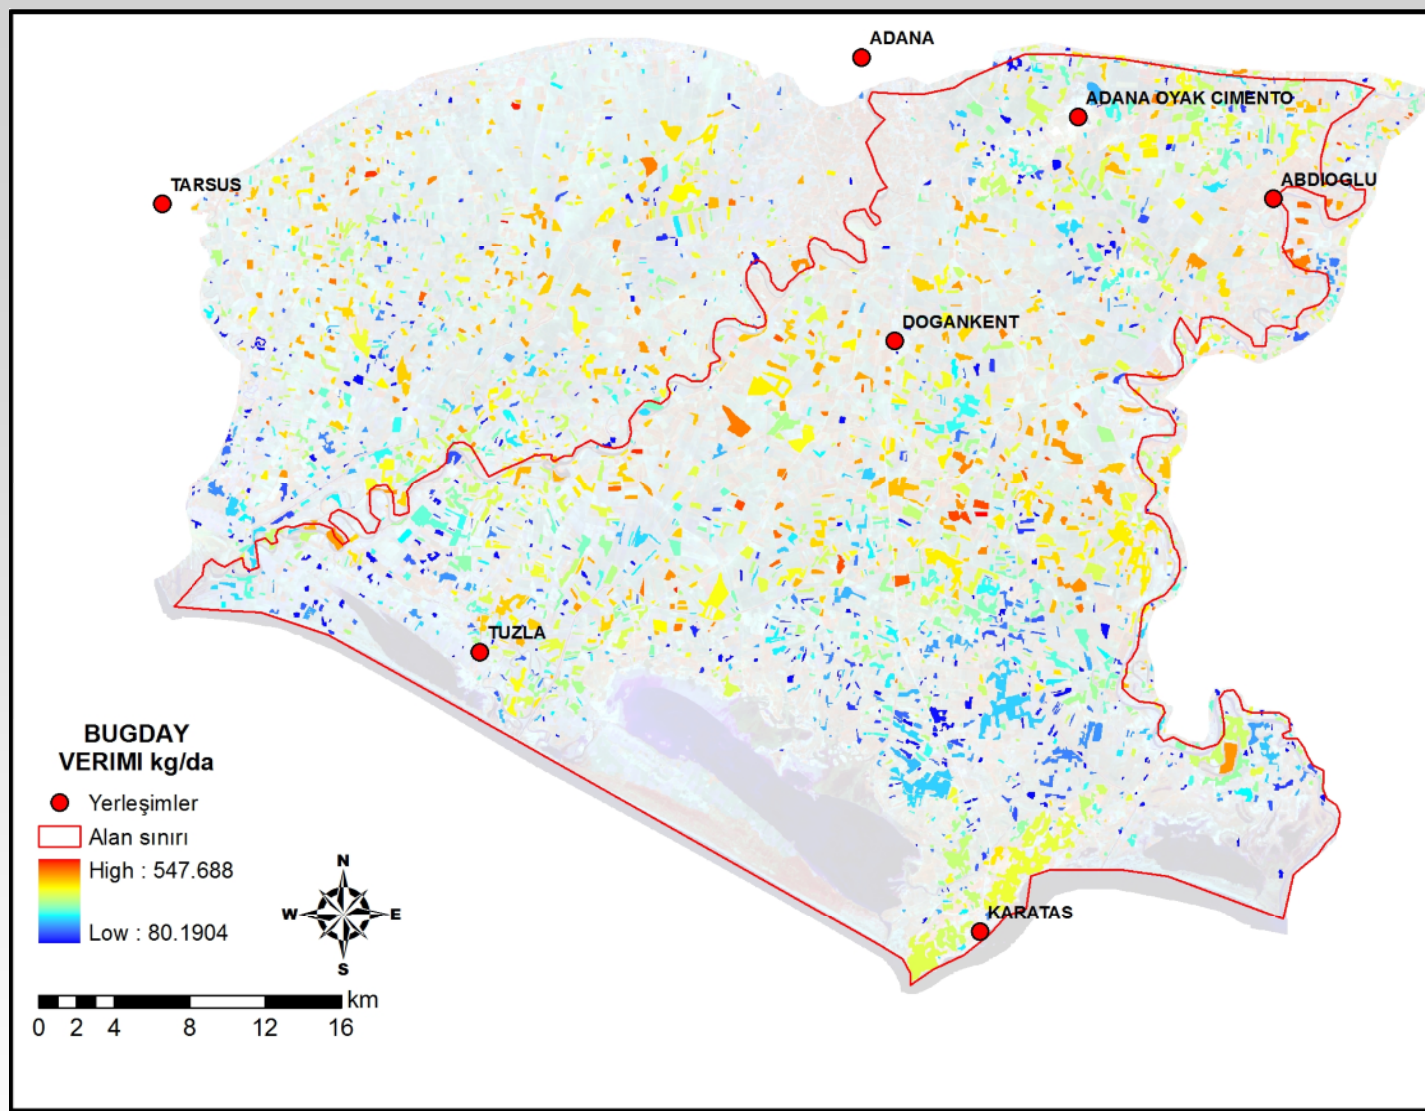 ADANA
ADANA OYAK CIMENTO
TARSUS
ABDIOGLU
DOGANKENT
TUZLA
KARATAS
BUGDAY
VERIMI kg/da
Yerleşimler
Alan sınırı
High : 547.688
Low : 80.1904
N
W E
S
km
0 2 4 8 12 16